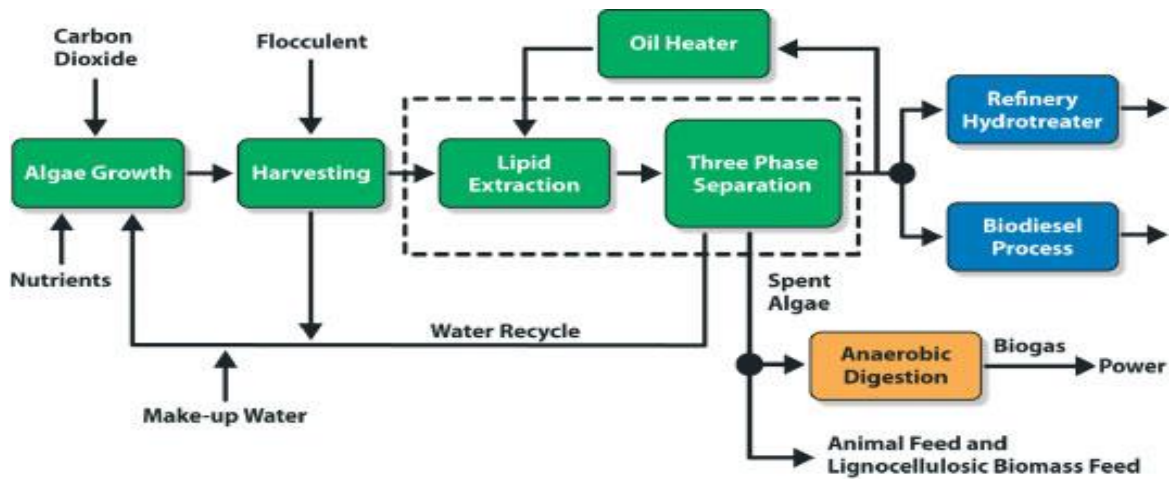 Carbon
Dioxide
Flocculent
Oil Heater
Refinery
Hydrotreater
Algae Growth
Harvesting
Lipid
Extraction
Three Phase
Separation
Biodiesel
Process
Nutrients
Spent
Algae
Water Recycle
Make-up Water
Anaerobic
Digestion
Biogas
Power
Animal Feed and
Lignocellulosic Biomass Feed